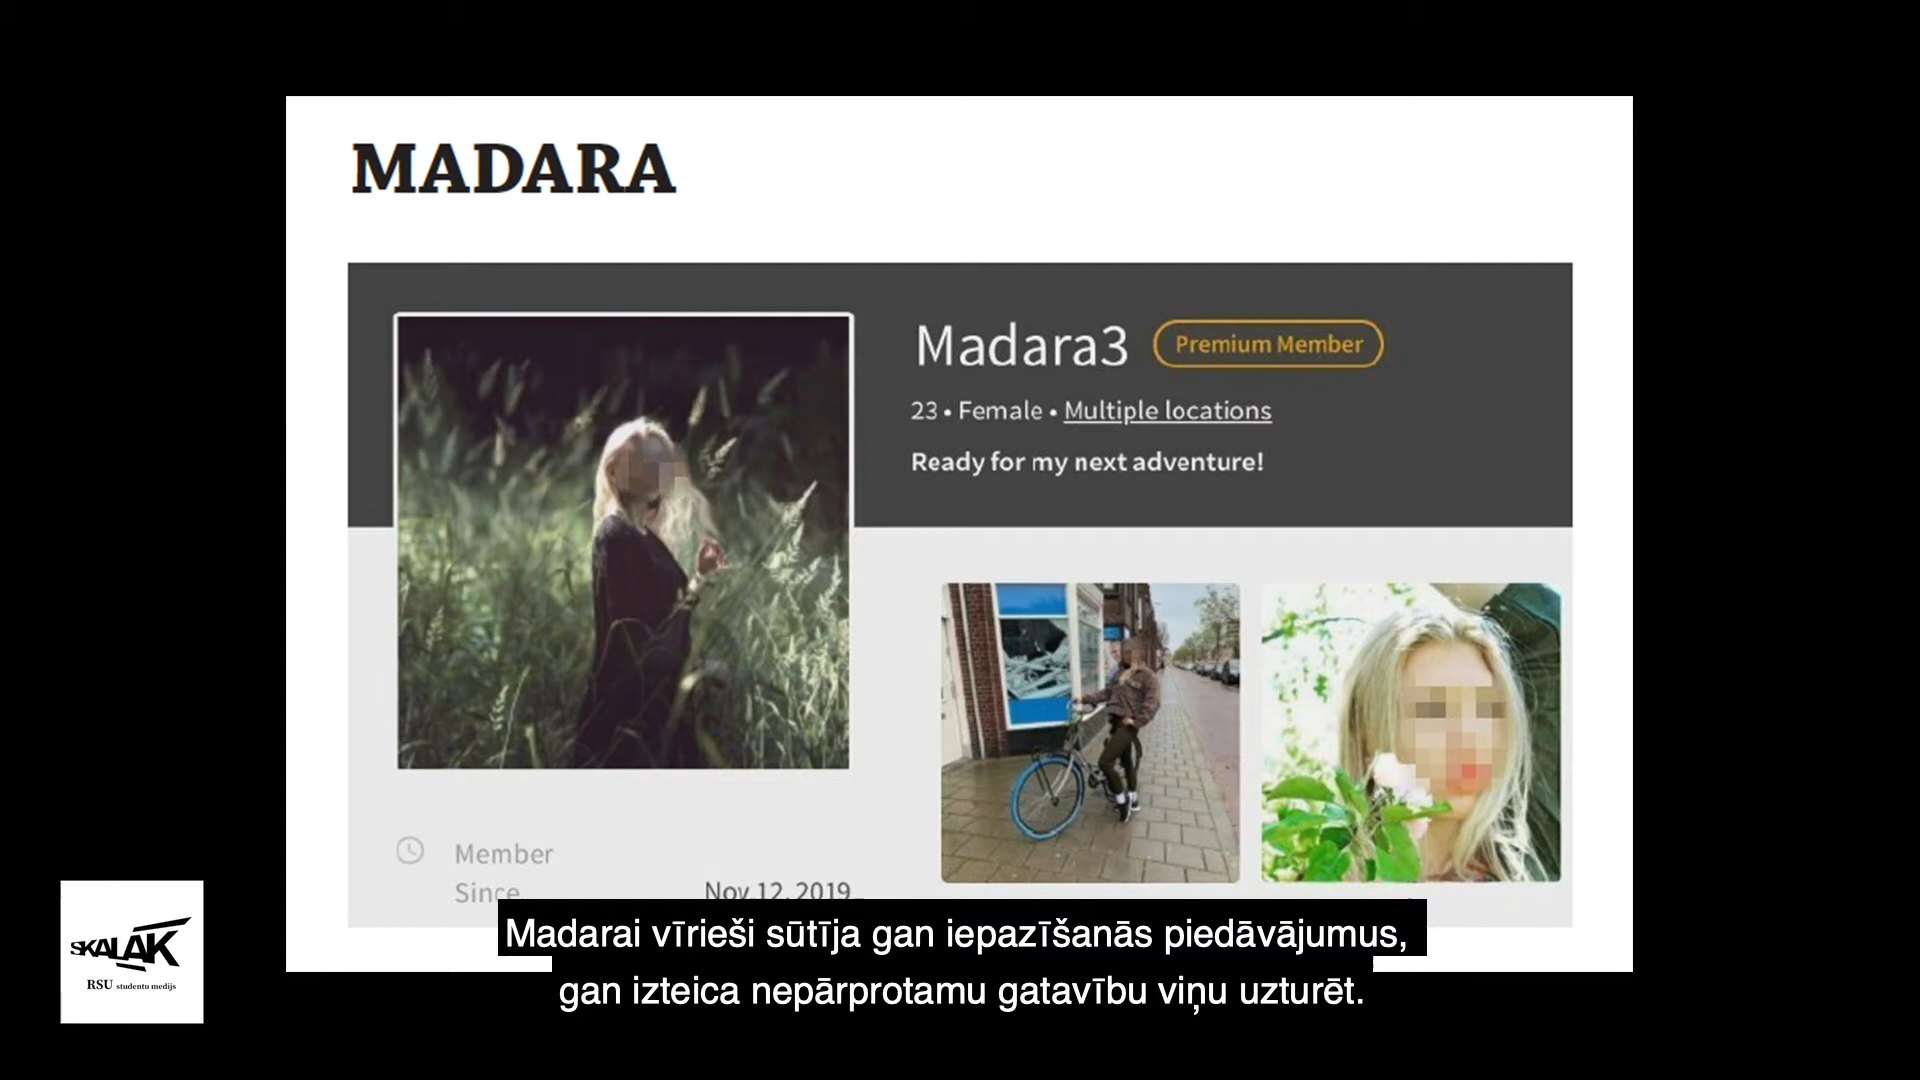 MADARA
Madara3 Premium Member
23 • Female • Multiple locations
Ready for my next adventure!
Member
Since
Nov 12, 2019
Madarai vīrieši sūtīja gan iepazīšanās piedāvājumus,
gan izteica nepārprotamu gatavību viņu uzturēt.
SKAĻĀK
RSU studentu medijs